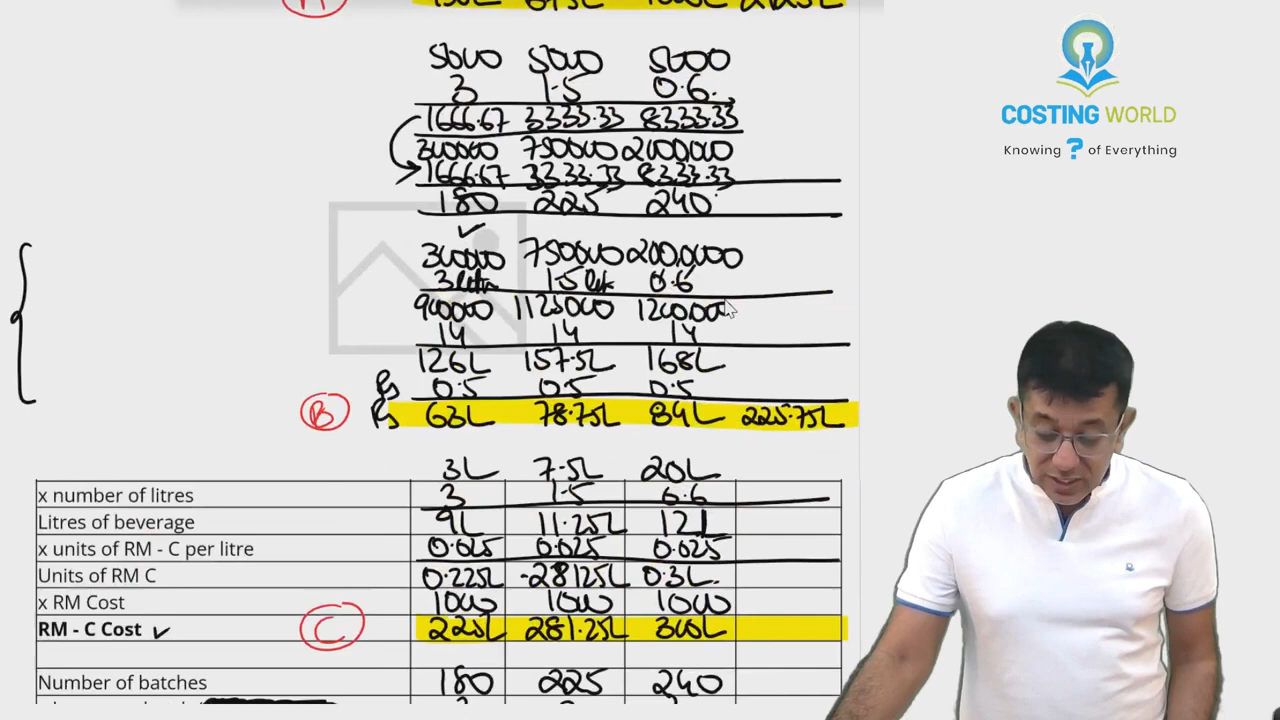 5000 5000 5000
3 1.5 0.6
1666.67 3333.33 8333.33
300000 750000 2000000
1666.67 3333.33 8333.33
180 225 240
300000 750000 2000000
3 litre 1.5 litre 0.6
900000 1125000 1200000
14 14 14
126L 157.5L 168L
Rs 0.5 0.5 0.5
B Rs 63L 78.75L 84L 225.75L
3L 7.5L 20L
x number of litres 3 1.5 0.6
Litres of beverage 9L 11.25L 12L
x units of RM - C per litre 0.025 0.025 0.025
Units of RM C 0.225L .28125L 0.3L
x RM Cost 1000 1000 1000
RM - C Cost ✓ C 225L 281.25L 300L
Number of batches 180 225 240
COSTING WORLD
Knowing ? of Everything